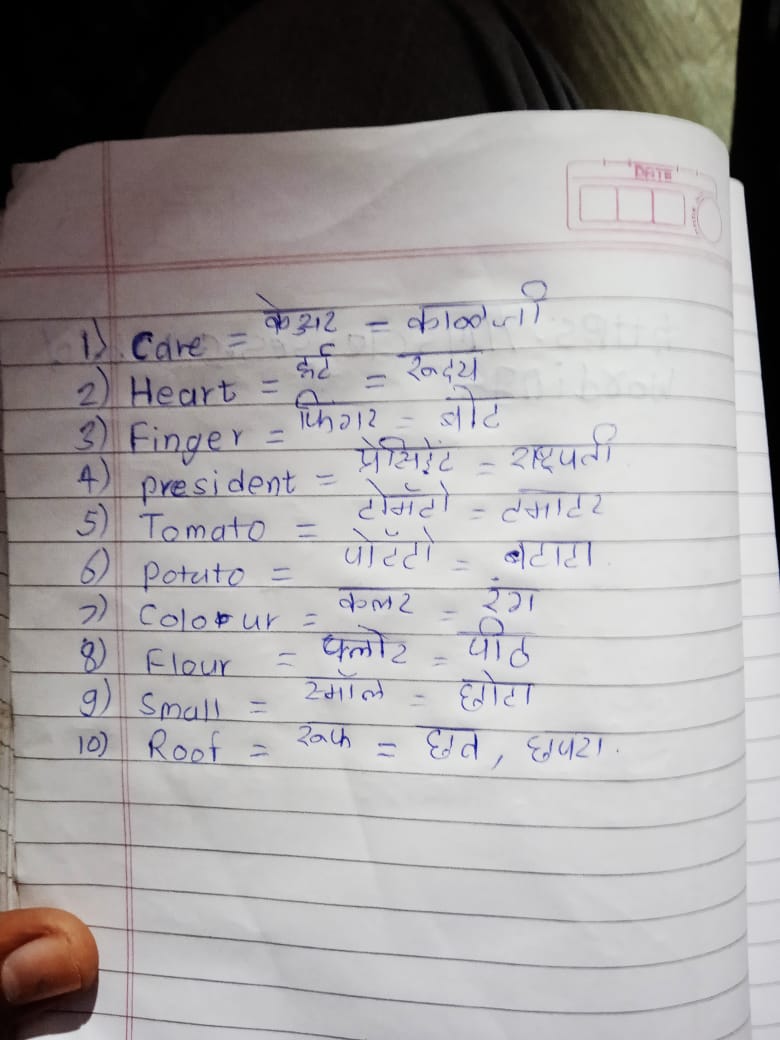 DATE
1) Care = केअर = काळजी
2) Heart = हर्ट = रूदय
3) Finger = फिंगर = बोट
4) president = प्रेसिडेंट = राष्ट्रपती
5) Tomato = टोमॅटो = टमाटर
6) Potato = पोटॅटो = बटाटा
7) Colour = कलर = रंग
8) Flour = फ्लोर = पीठ
9) Small = स्मॉल = छोटा
10) Roof = रूफ = छत, छपरा.